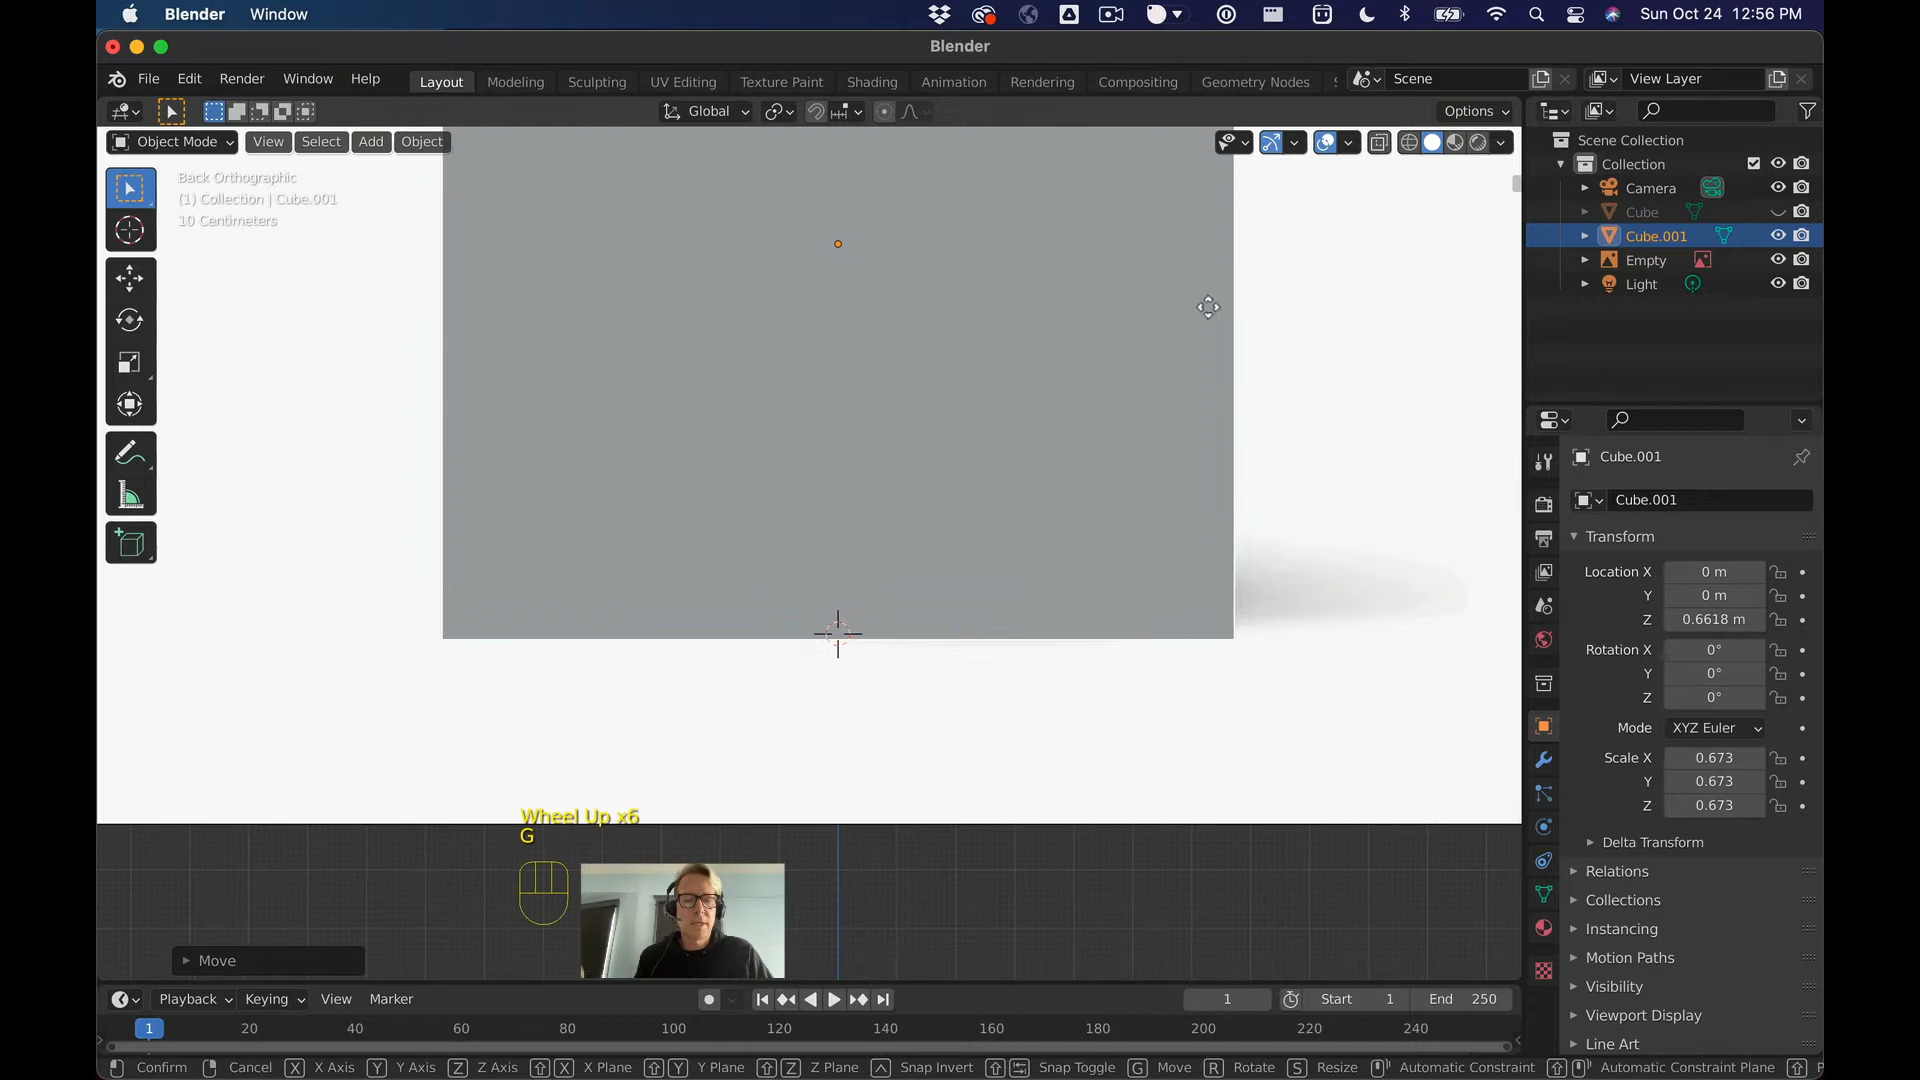 Blender Window Sun Oct 24 12:56 PM
Blender
File Edit Render Window Help Layout Modeling Sculpting UV Editing Texture Paint Shading Animation Rendering Compositing Geometry Nodes Scene View Layer
Global Options
Object Mode View Select Add Object
Back Orthographic
(1) Collection | Cube.001
10 Centimeters
Scene Collection
Collection
Camera
Cube
Cube.001
Empty
Light
Cube.001
Cube.001
Transform
Location X 0 m
Y 0 m
Z 0.6618 m
Rotation X 0°
Y 0°
Z 0°
Mode XYZ Euler
Scale X 0.673
Y 0.673
Z 0.673
Delta Transform
Relations
Collections
Instancing
Motion Paths
Visibility
Viewport Display
Line Art
Wheel Up x6
G
Move
Playback Keying View Marker 1 Start 1 End 250
1 20 40 60 80 100 120 140 160 180 200 220 240
Confirm Cancel X X Axis Y Y Axis Z Z Axis X X Plane Y Y Plane Z Z Plane Snap Invert Snap Toggle G Move R Rotate S Resize Automatic Constraint Automatic Constraint Plane